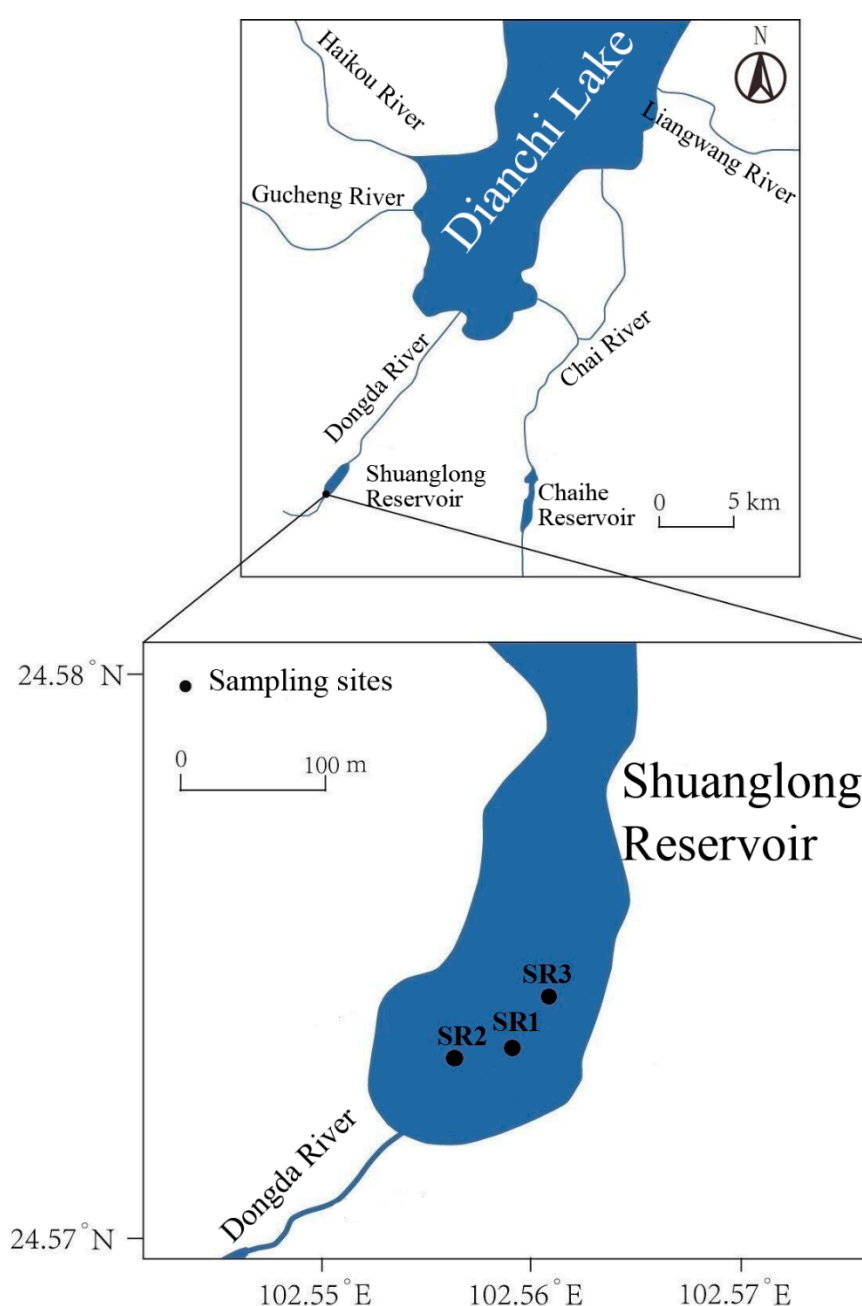 N
Haikou River
Dianchi Lake
Liangwang River
Gucheng River
Dongda River
Chai River
Shuanglong
Reservoir
Chaihe
Reservoir
0 5 km
24.58°N
Sampling sites
0 100 m
Shuanglong
Reservoir
SR3
SR1
SR2
Dongda River
24.57°N
102.55°E 102.56°E 102.57°E